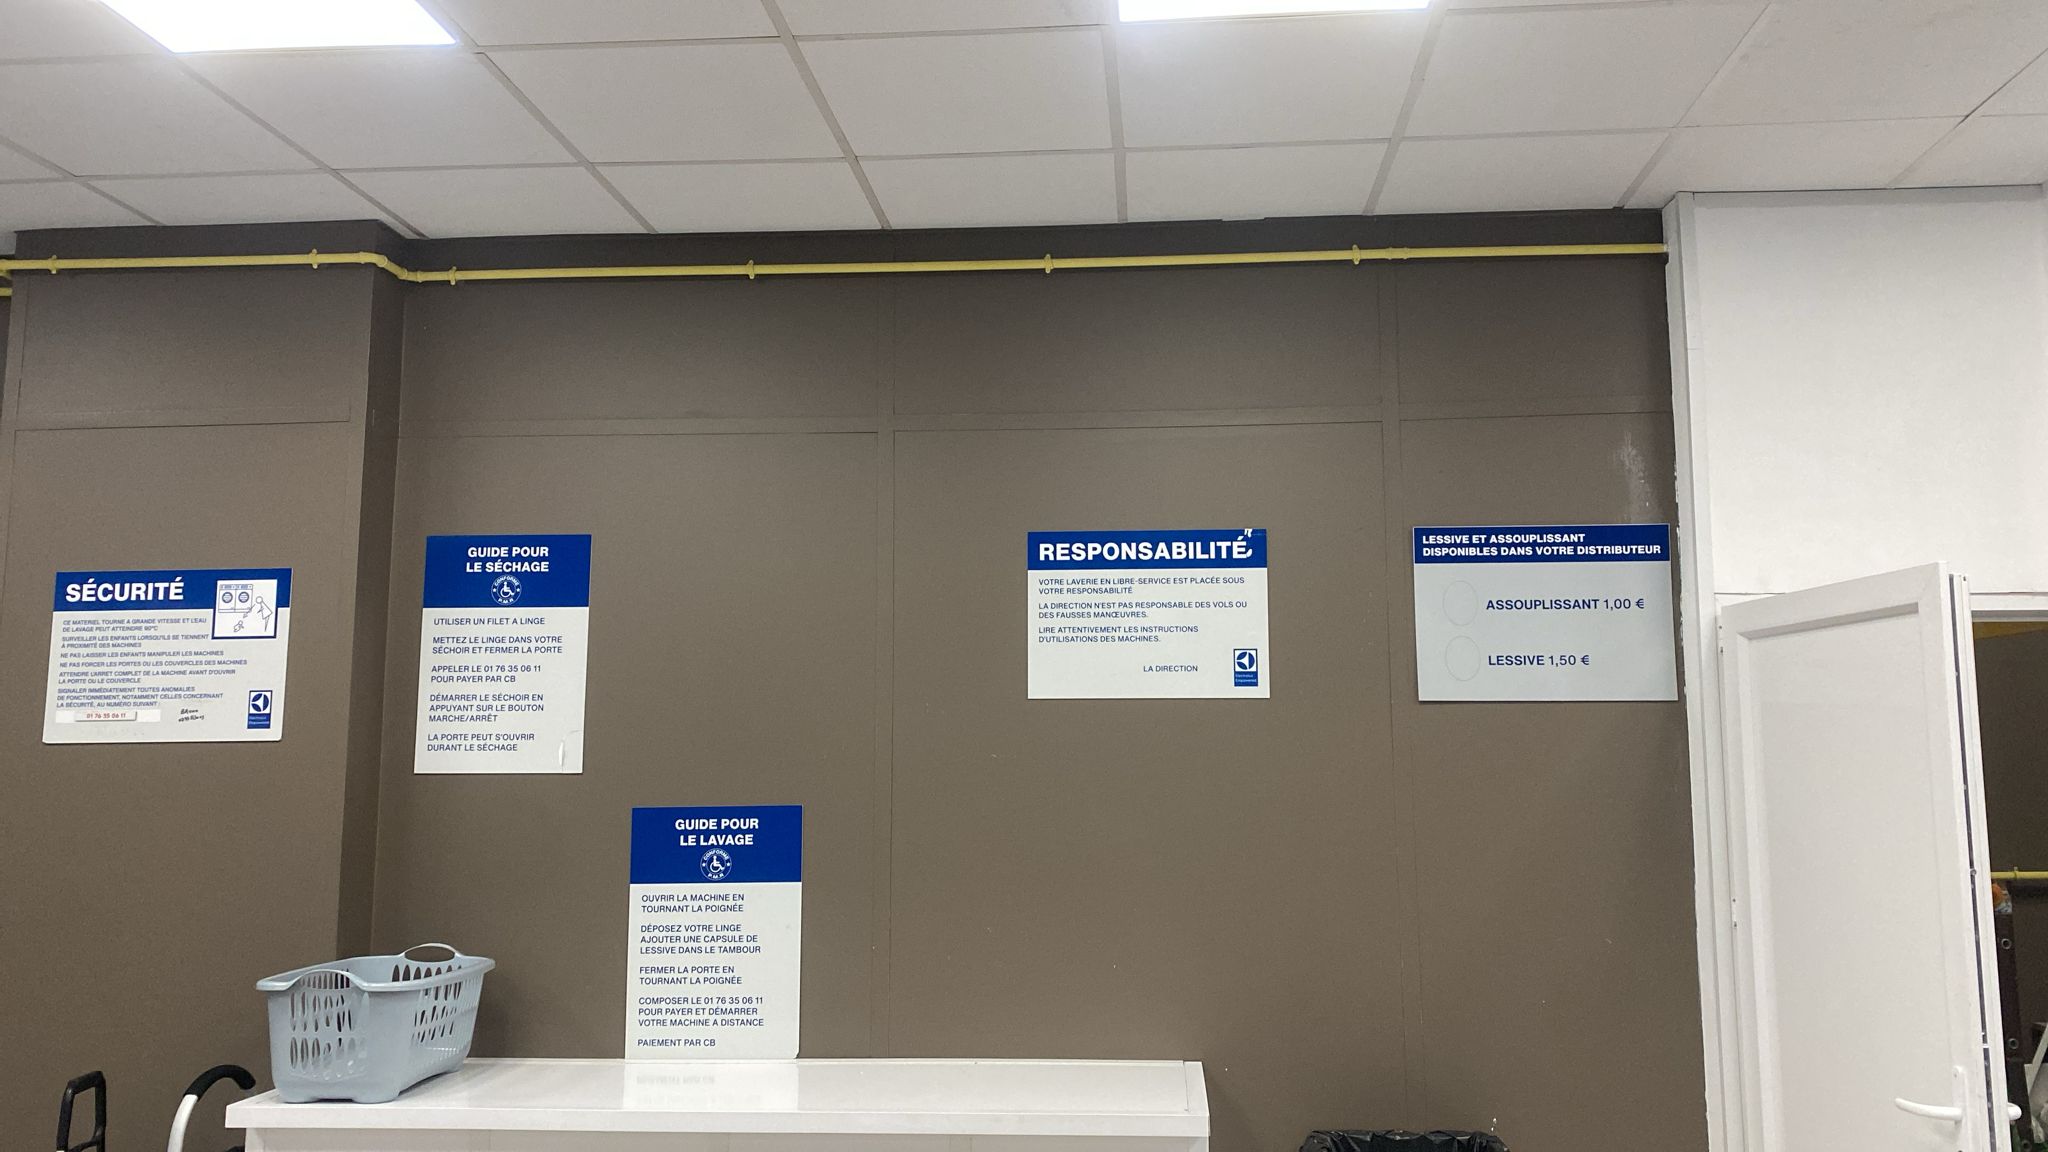 SÉCURITÉ
CE MATERIEL TOURNE A GRANDE VITESSE ET L'EAU
DE LAVAGE PEUT ATTEINDRE 90°C
SURVEILLER LES ENFANTS LORSQU'ILS SE TIENNENT
À PROXIMITÉ DES MACHINES
NE PAS LAISSER LES ENFANTS MANIPULER LES MACHINES
NE PAS FORCER LES PORTES OU LES COUVERCLES DES MACHINES
ATTENDRE L'ARRET COMPLET DE LA MACHINE AVANT D'OUVRIR
LA PORTE OU LE COUVERCLE
SIGNALER IMMÉDIATEMENT TOUTES ANOMALIES
DE FONCTIONNEMENT, NOTAMMENT CELLES CONCERNANT
LA SÉCURITÉ, AU NUMÉRO SUIVANT :
01 76 35 06 11
GUIDE POUR
LE SÉCHAGE
CONFORME
P.M.R
UTILISER UN FILET A LINGE
METTEZ LE LINGE DANS VOTRE
SÉCHOIR ET FERMER LA PORTE
APPELER LE 01 76 35 06 11
POUR PAYER PAR CB
DÉMARRER LE SÉCHOIR EN
APPUYANT SUR LE BOUTON
MARCHE/ARRÊT
LA PORTE PEUT S'OUVRIR
DURANT LE SÉCHAGE
GUIDE POUR
LE LAVAGE
CONFORME
P.M.R
OUVRIR LA MACHINE EN
TOURNANT LA POIGNÉE
DÉPOSEZ VOTRE LINGE
AJOUTER UNE CAPSULE DE
LESSIVE DANS LE TAMBOUR
FERMER LA PORTE EN
TOURNANT LA POIGNÉE
COMPOSER LE 01 76 35 06 11
POUR PAYER ET DÉMARRER
VOTRE MACHINE A DISTANCE
PAIEMENT PAR CB
RESPONSABILITÉ
VOTRE LAVERIE EN LIBRE-SERVICE EST PLACÉE SOUS
VOTRE RESPONSABILITÉ
LA DIRECTION N'EST PAS RESPONSABLE DES VOLS OU
DES FAUSSES MANŒUVRES.
LIRE ATTENTIVEMENT LES INSTRUCTIONS
D'UTILISATIONS DES MACHINES.
LA DIRECTION
Electrolux
Empowered
LESSIVE ET ASSOUPLISSANT
DISPONIBLES DANS VOTRE DISTRIBUTEUR
ASSOUPLISSANT 1,00 €
LESSIVE 1,50 €